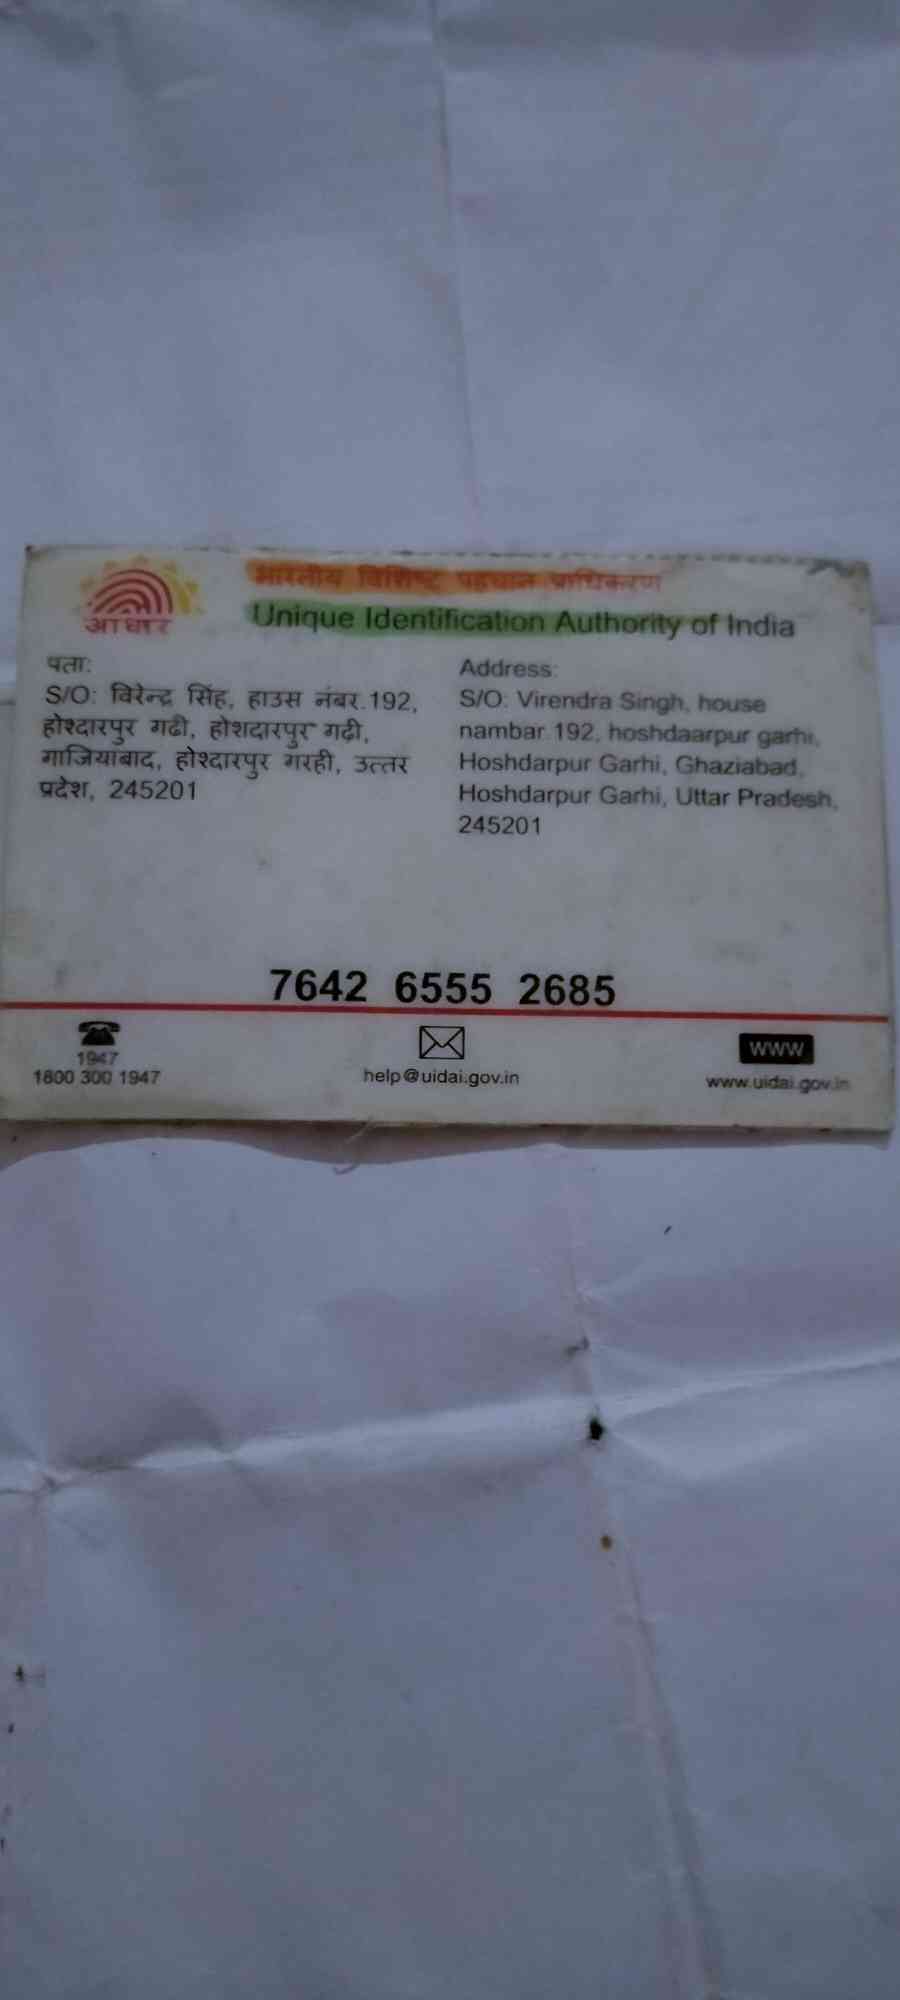 आधार
भारतीय विशिष्ट पहचान प्राधिकरण
Unique Identification Authority of India
पता:
S/O: विरेन्द्र सिंह, हाउस नंबर.192,
होश्दारपुर गढी, होशदारपुर गढ़ी,
गाजियाबाद, होश्दारपुर गरही, उत्तर
प्रदेश, 245201
Address:
S/O: Virendra Singh, house
nambar.192, hoshdaarpur garhi,
Hoshdarpur Garhi, Ghaziabad,
Hoshdarpur Garhi, Uttar Pradesh,
245201
7642 6555 2685
1947
1800 300 1947
help@uidai.gov.in
www
www.uidai.gov.in